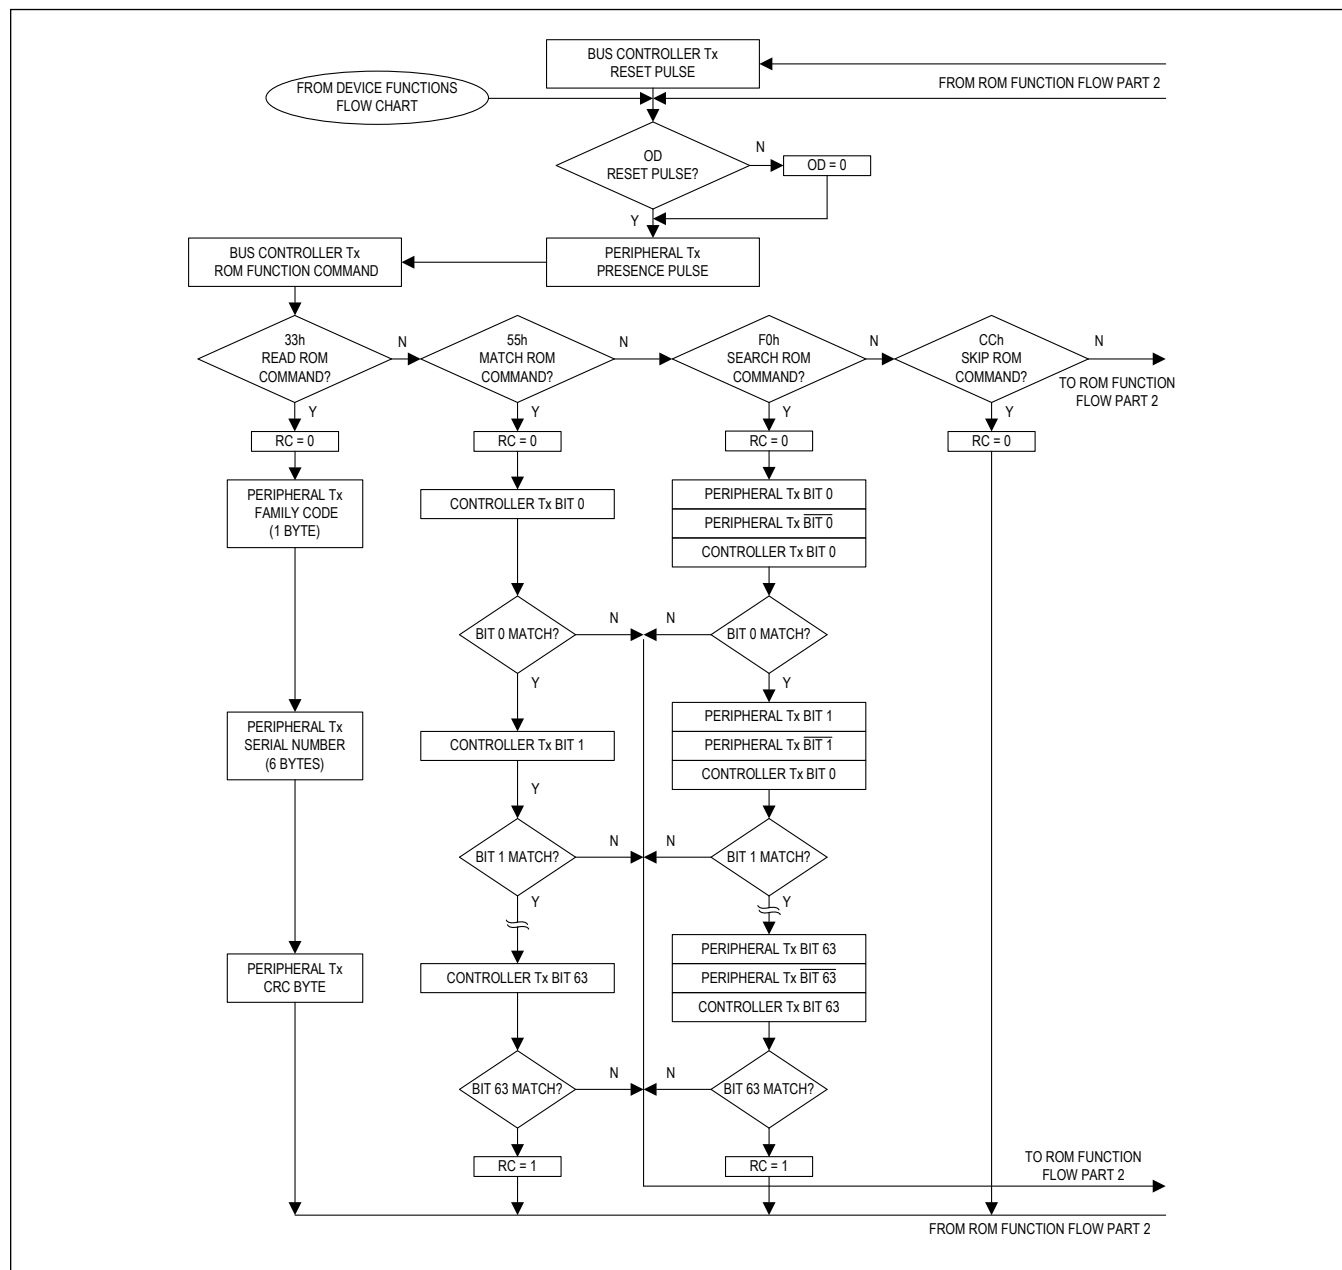 BUS CONTROLLER Tx
RESET PULSE
FROM ROM FUNCTION FLOW PART 2
FROM DEVICE FUNCTIONS
FLOW CHART
OD
RESET PULSE?
N
OD = 0
Y
BUS CONTROLLER Tx
ROM FUNCTION COMMAND
PERIPHERAL Tx
PRESENCE PULSE
33h
READ ROM
COMMAND?
N
55h
MATCH ROM
COMMAND?
N
F0h
SEARCH ROM
COMMAND?
N
CCh
SKIP ROM
COMMAND?
N
TO ROM FUNCTION
FLOW PART 2
Y
Y
Y
Y
RC = 0
RC = 0
RC = 0
RC = 0
PERIPHERAL Tx
FAMILY CODE
(1 BYTE)
CONTROLLER Tx BIT 0
PERIPHERAL Tx BIT 0
PERIPHERAL Tx B̅I̅T̅ ̅0̅
CONTROLLER Tx BIT 0
BIT 0 MATCH?
N
N
BIT 0 MATCH?
Y
Y
PERIPHERAL Tx
SERIAL NUMBER
(6 BYTES)
CONTROLLER Tx BIT 1
PERIPHERAL Tx BIT 1
PERIPHERAL Tx B̅I̅T̅ ̅1̅
CONTROLLER Tx BIT 0
Y
BIT 1 MATCH?
N
N
BIT 1 MATCH?
Y
Y
PERIPHERAL Tx
CRC BYTE
CONTROLLER Tx BIT 63
PERIPHERAL Tx BIT 63
PERIPHERAL Tx B̅I̅T̅ ̅6̅3̅
CONTROLLER Tx BIT 63
BIT 63 MATCH?
N
N
BIT 63 MATCH?
Y
Y
RC = 1
RC = 1
TO ROM FUNCTION
FLOW PART 2
FROM ROM FUNCTION FLOW PART 2